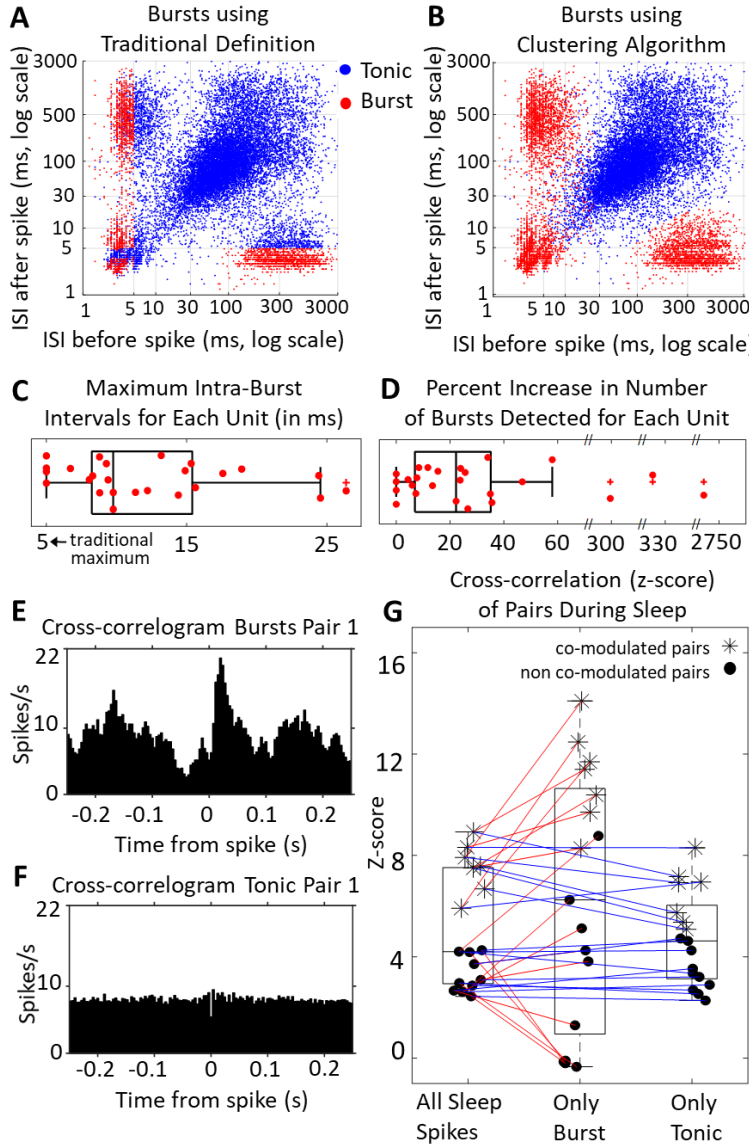 A
Bursts using
Traditional Definition
ISI after spike (ms, log scale)
3000
500
100
30
10
5
1
1
5
10
30
100
300
3000
ISI before spike (ms, log scale)
Tonic
Burst
B
Bursts using
Clustering Algorithm
ISI after spike (ms, log scale)
3000
500
100
30
10
5
1
1
5
10
30
100
300
3000
ISI before spike (ms, log scale)
C
Maximum Intra-Burst
Intervals for Each Unit (in ms)
5
15
25
←traditional
maximum
D
Percent Increase in Number
of Bursts Detected for Each Unit
0
20
40
60
300
330
2750
E
Cross-correlogram Bursts Pair 1
Spikes/s
22
10
0
-0.2
-0.1
0
0.1
0.2
Time from spike (s)
F
Cross-correlogram Tonic Pair 1
Spikes/s
22
10
0
-0.2
-0.1
0
0.1
0.2
Time from spike (s)
G
Cross-correlation (z-score)
of Pairs During Sleep
co-modulated pairs
non co-modulated pairs
Z-score
16
12
8
4
0
All Sleep
Spikes
Only
Burst
Only
Tonic